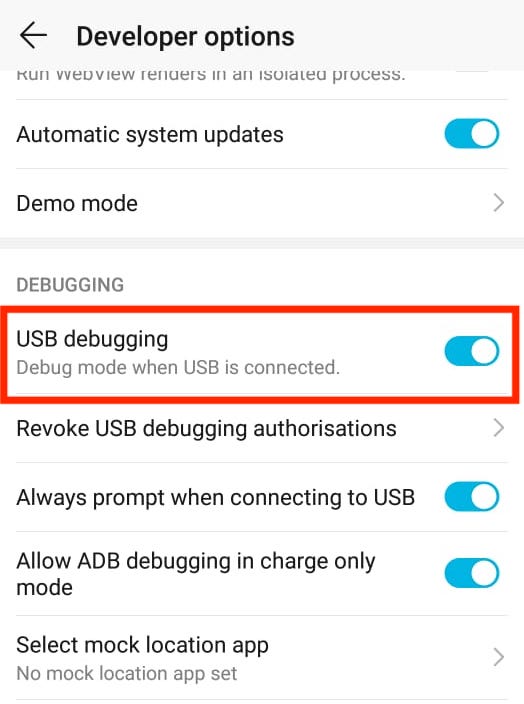 Developer options
Run WebView renders in an isolated process.
Automatic system updates
Demo mode
DEBUGGING
USB debugging
Debug mode when USB is connected.
Revoke USB debugging authorisations
Always prompt when connecting to USB
Allow ADB debugging in charge only
mode
Select mock location app
No mock location app set